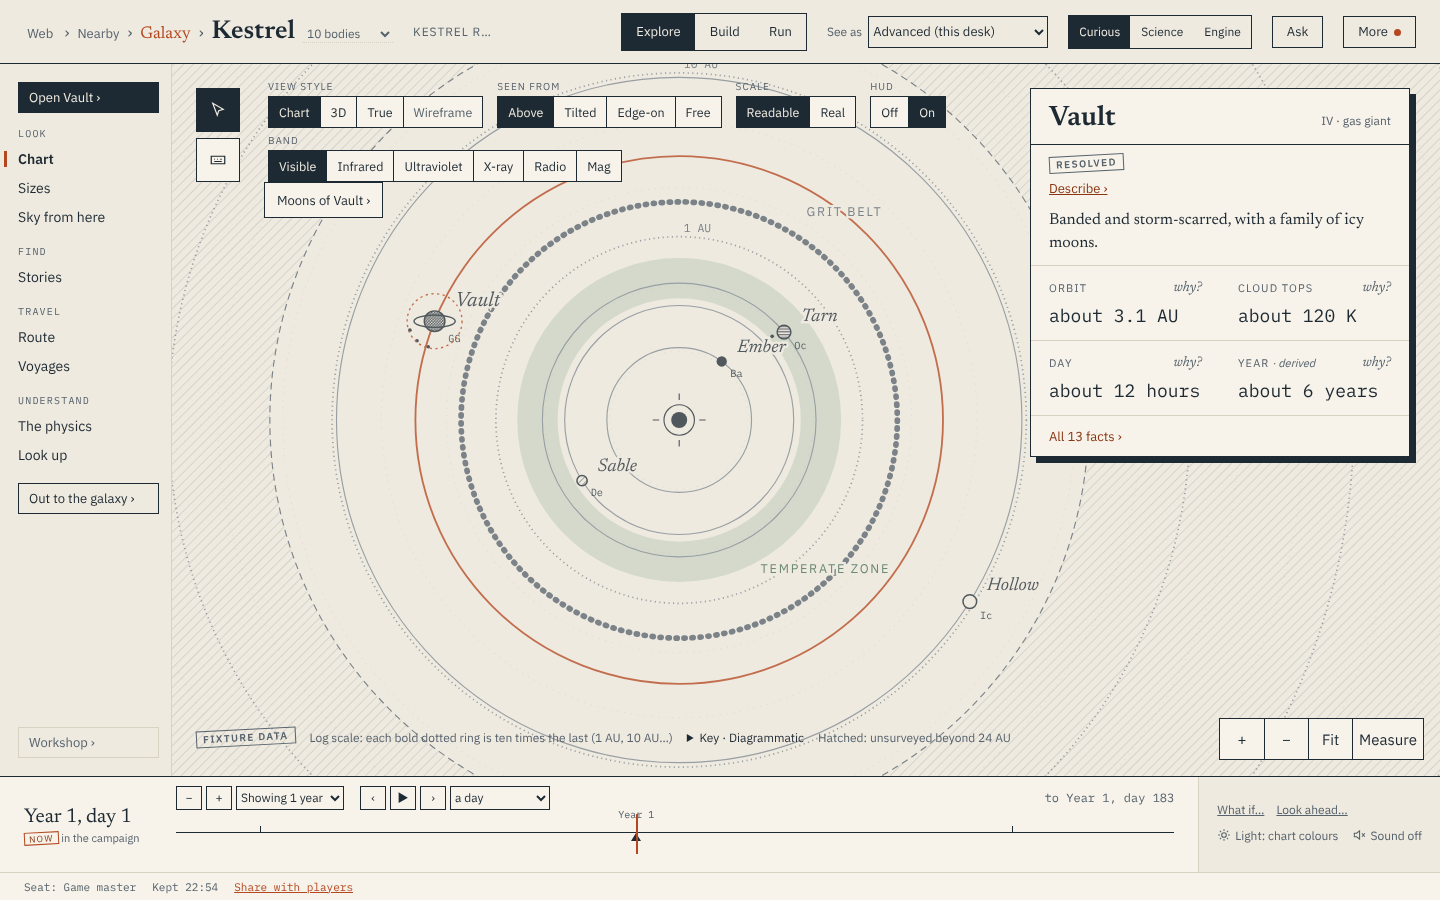 Web › Nearby › Galaxy › Kestrel 10 bodies KESTREL R…
Explore Build Run See as Advanced (this desk) Curious Science Engine Ask More
Open Vault ›
LOOK
Chart
Sizes
Sky from here
FIND
Stories
TRAVEL
Route
Voyages
UNDERSTAND
The physics
Look up
Out to the galaxy ›
Workshop ›
VIEW STYLE SEEN FROM SCALE HUD
Chart 3D True Wireframe Above Tilted Edge-on Free Readable Real Off On
BAND
Visible Infrared Ultraviolet X-ray Radio Mag
Moons of Vault ›
10 AU
GRIT BELT
1 AU
Vault
GG
Tarn
Oc
Ember
Ba
Sable
De
TEMPERATE ZONE
Hollow
Ic
Vault IV · gas giant
RESOLVED
Describe ›
Banded and storm-scarred, with a family of icy
moons.
ORBIT why? CLOUD TOPS why?
about 3.1 AU about 120 K
DAY why? YEAR · derived why?
about 12 hours about 6 years
All 13 facts ›
FIXTURE DATA Log scale: each bold dotted ring is ten times the last (1 AU, 10 AU…) Key · Diagrammatic Hatched: unsurveyed beyond 24 AU
+ − Fit Measure
Year 1, day 1
NOW in the campaign
− + Showing 1 year ‹ › a day to Year 1, day 183
Year 1
What if… Look ahead…
Light: chart colours Sound off
Seat: Game master Kept 22:54 Share with players